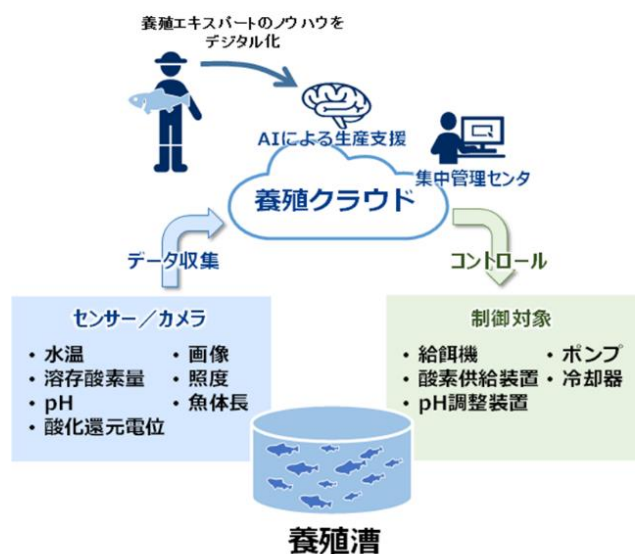 養殖エキスパートのノウハウを
デジタル化
AIによる生産支援
集中管理センタ
養殖クラウド
データ収集
コントロール
センサー／カメラ
・水温
・溶存酸素量
・pH
・酸化還元電位
・画像
・照度
・魚体長
制御対象
・給餌機
・酸素供給装置
・pH調整装置
・ポンプ
・冷却器
養殖漕